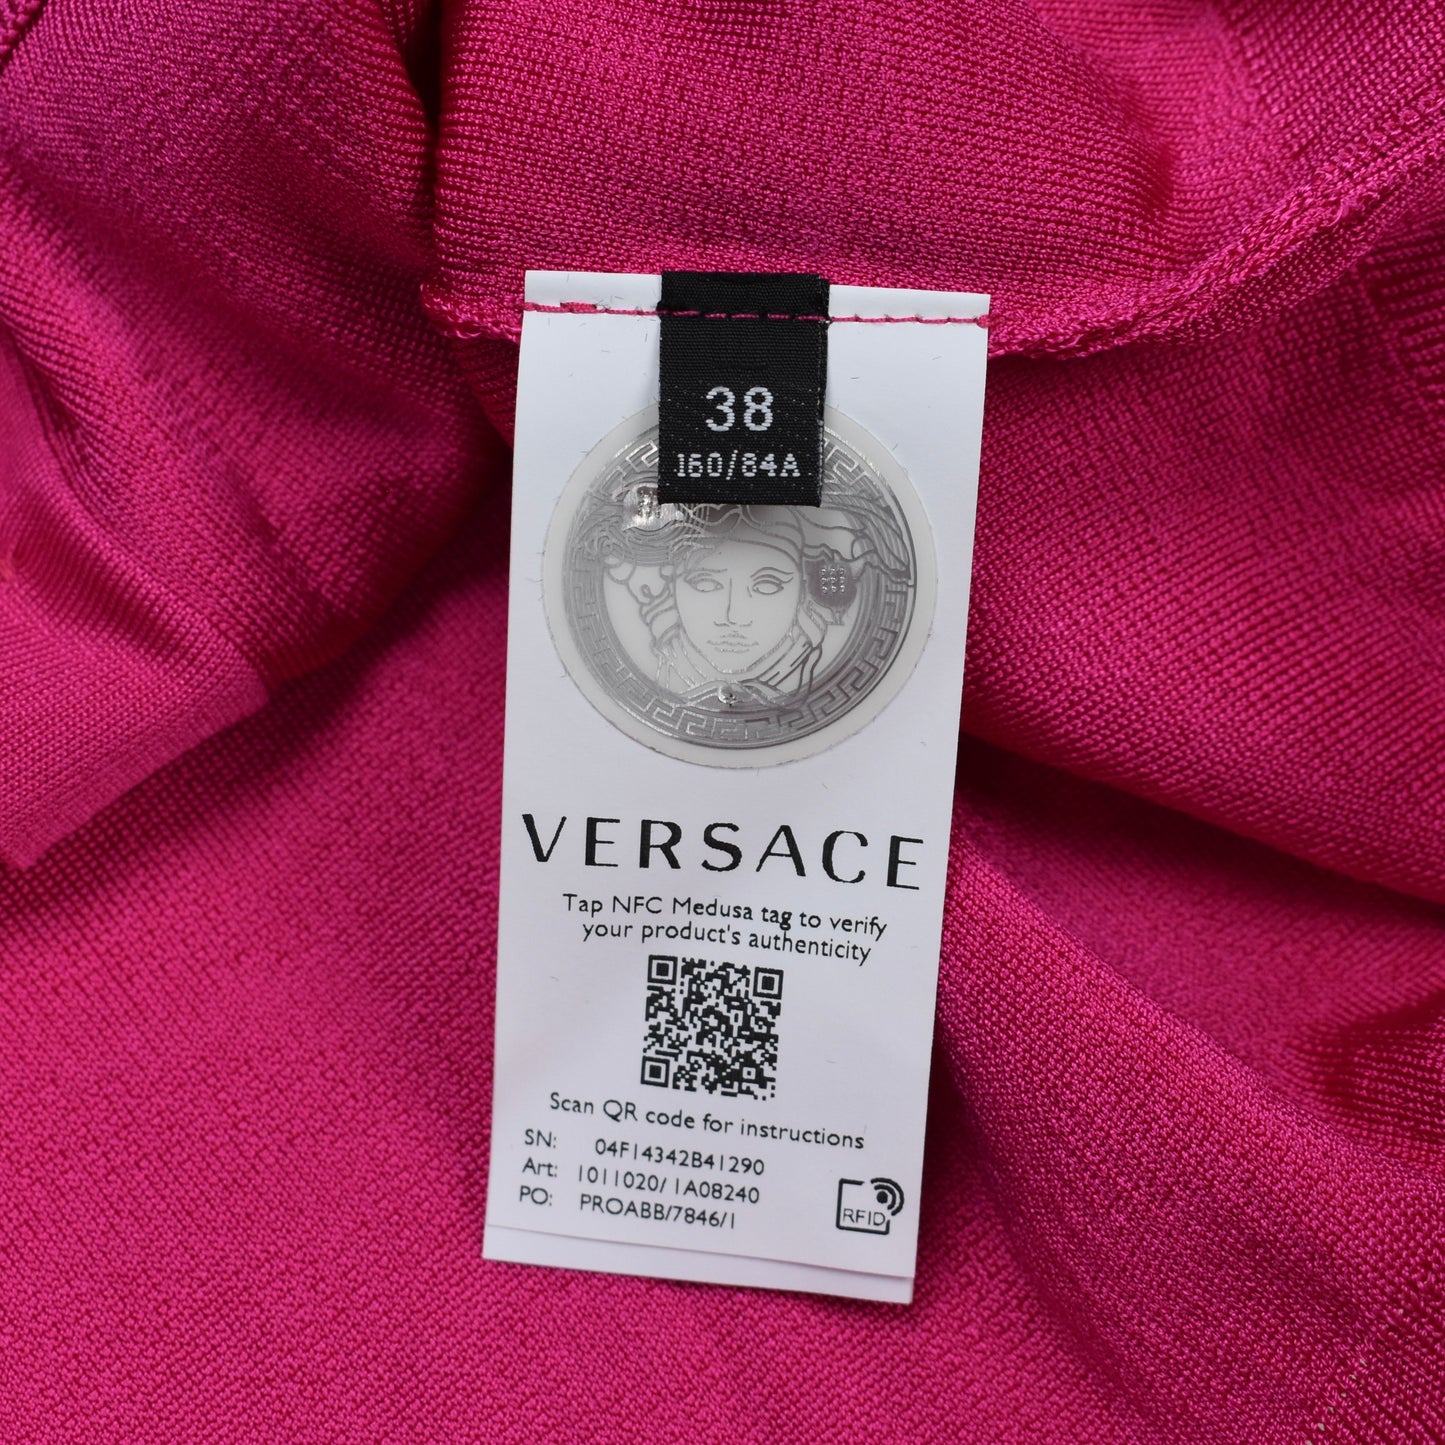 38
160/84A
VERSACE
Tap NFC Medusa tag to verify
your product's authenticity
Scan QR code for instructions
SN: 04F14342B41290
Art: 1011020/1A08240
PO: PROABB/7846/1
RFID